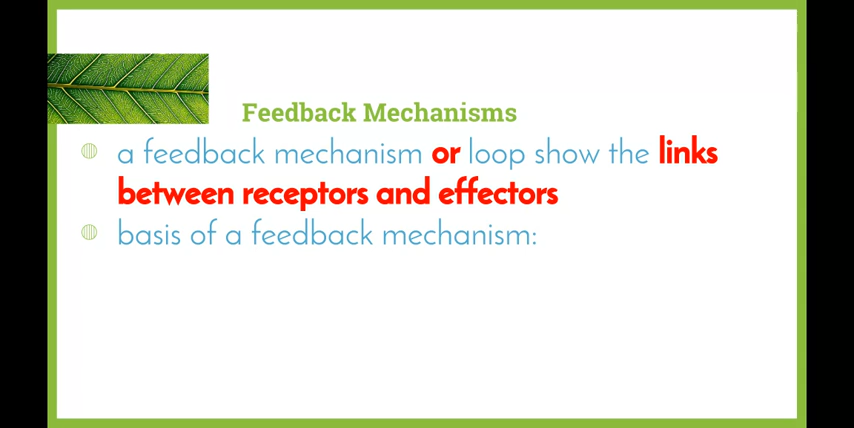 Feedback Mechanisms
a feedback mechanism or loop show the links
between receptors and effectors
basis of a feedback mechanism: